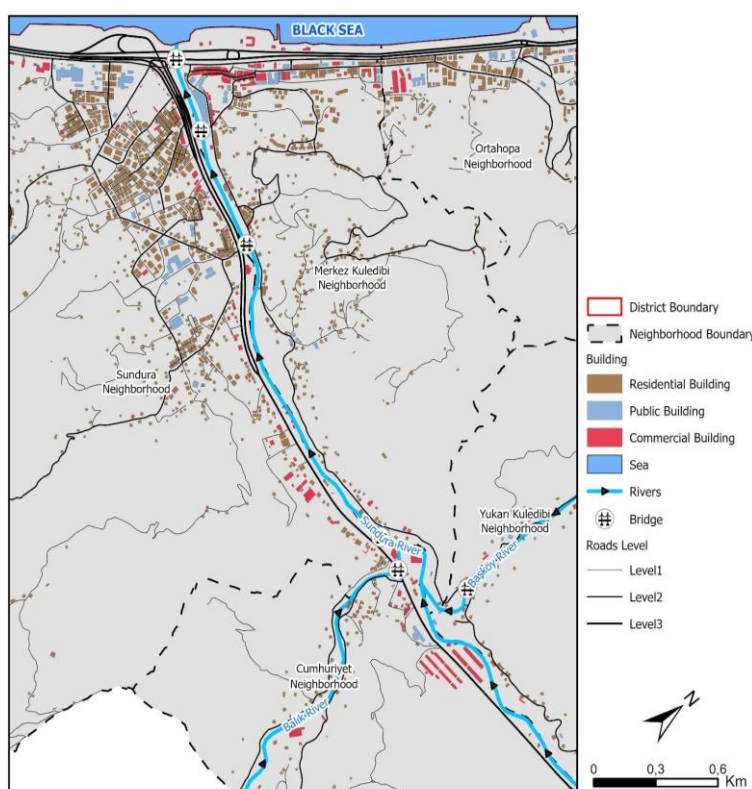 BLACK SEA
Ortahopa
Neighborhood
Merkez Kuledibi
Neighborhood
Sundura
Neighborhood
Yukarı Kuledibi
Neighborhood
Sundura River
Başköy River
Cumhuriyet
Neighborhood
Balık River
District Boundary
Neighborhood Boundary
Building
Residential Building
Public Building
Commercial Building
Sea
Rivers
Bridge
Roads Level
Level1
Level2
Level3
N
0 0,3 0,6
Km